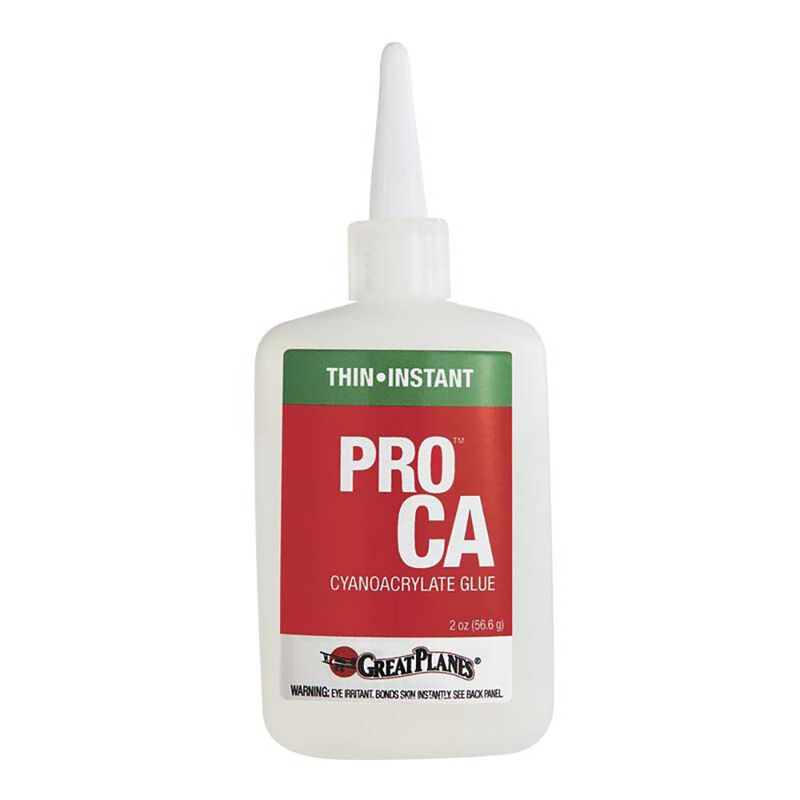 THIN•INSTANT
PRO™
CA
CYANOACRYLATE GLUE
2 oz (56.6 g)
GREATPLANES®
WARNING: EYE IRRITANT. BONDS SKIN INSTANTLY. SEE BACK PANEL.